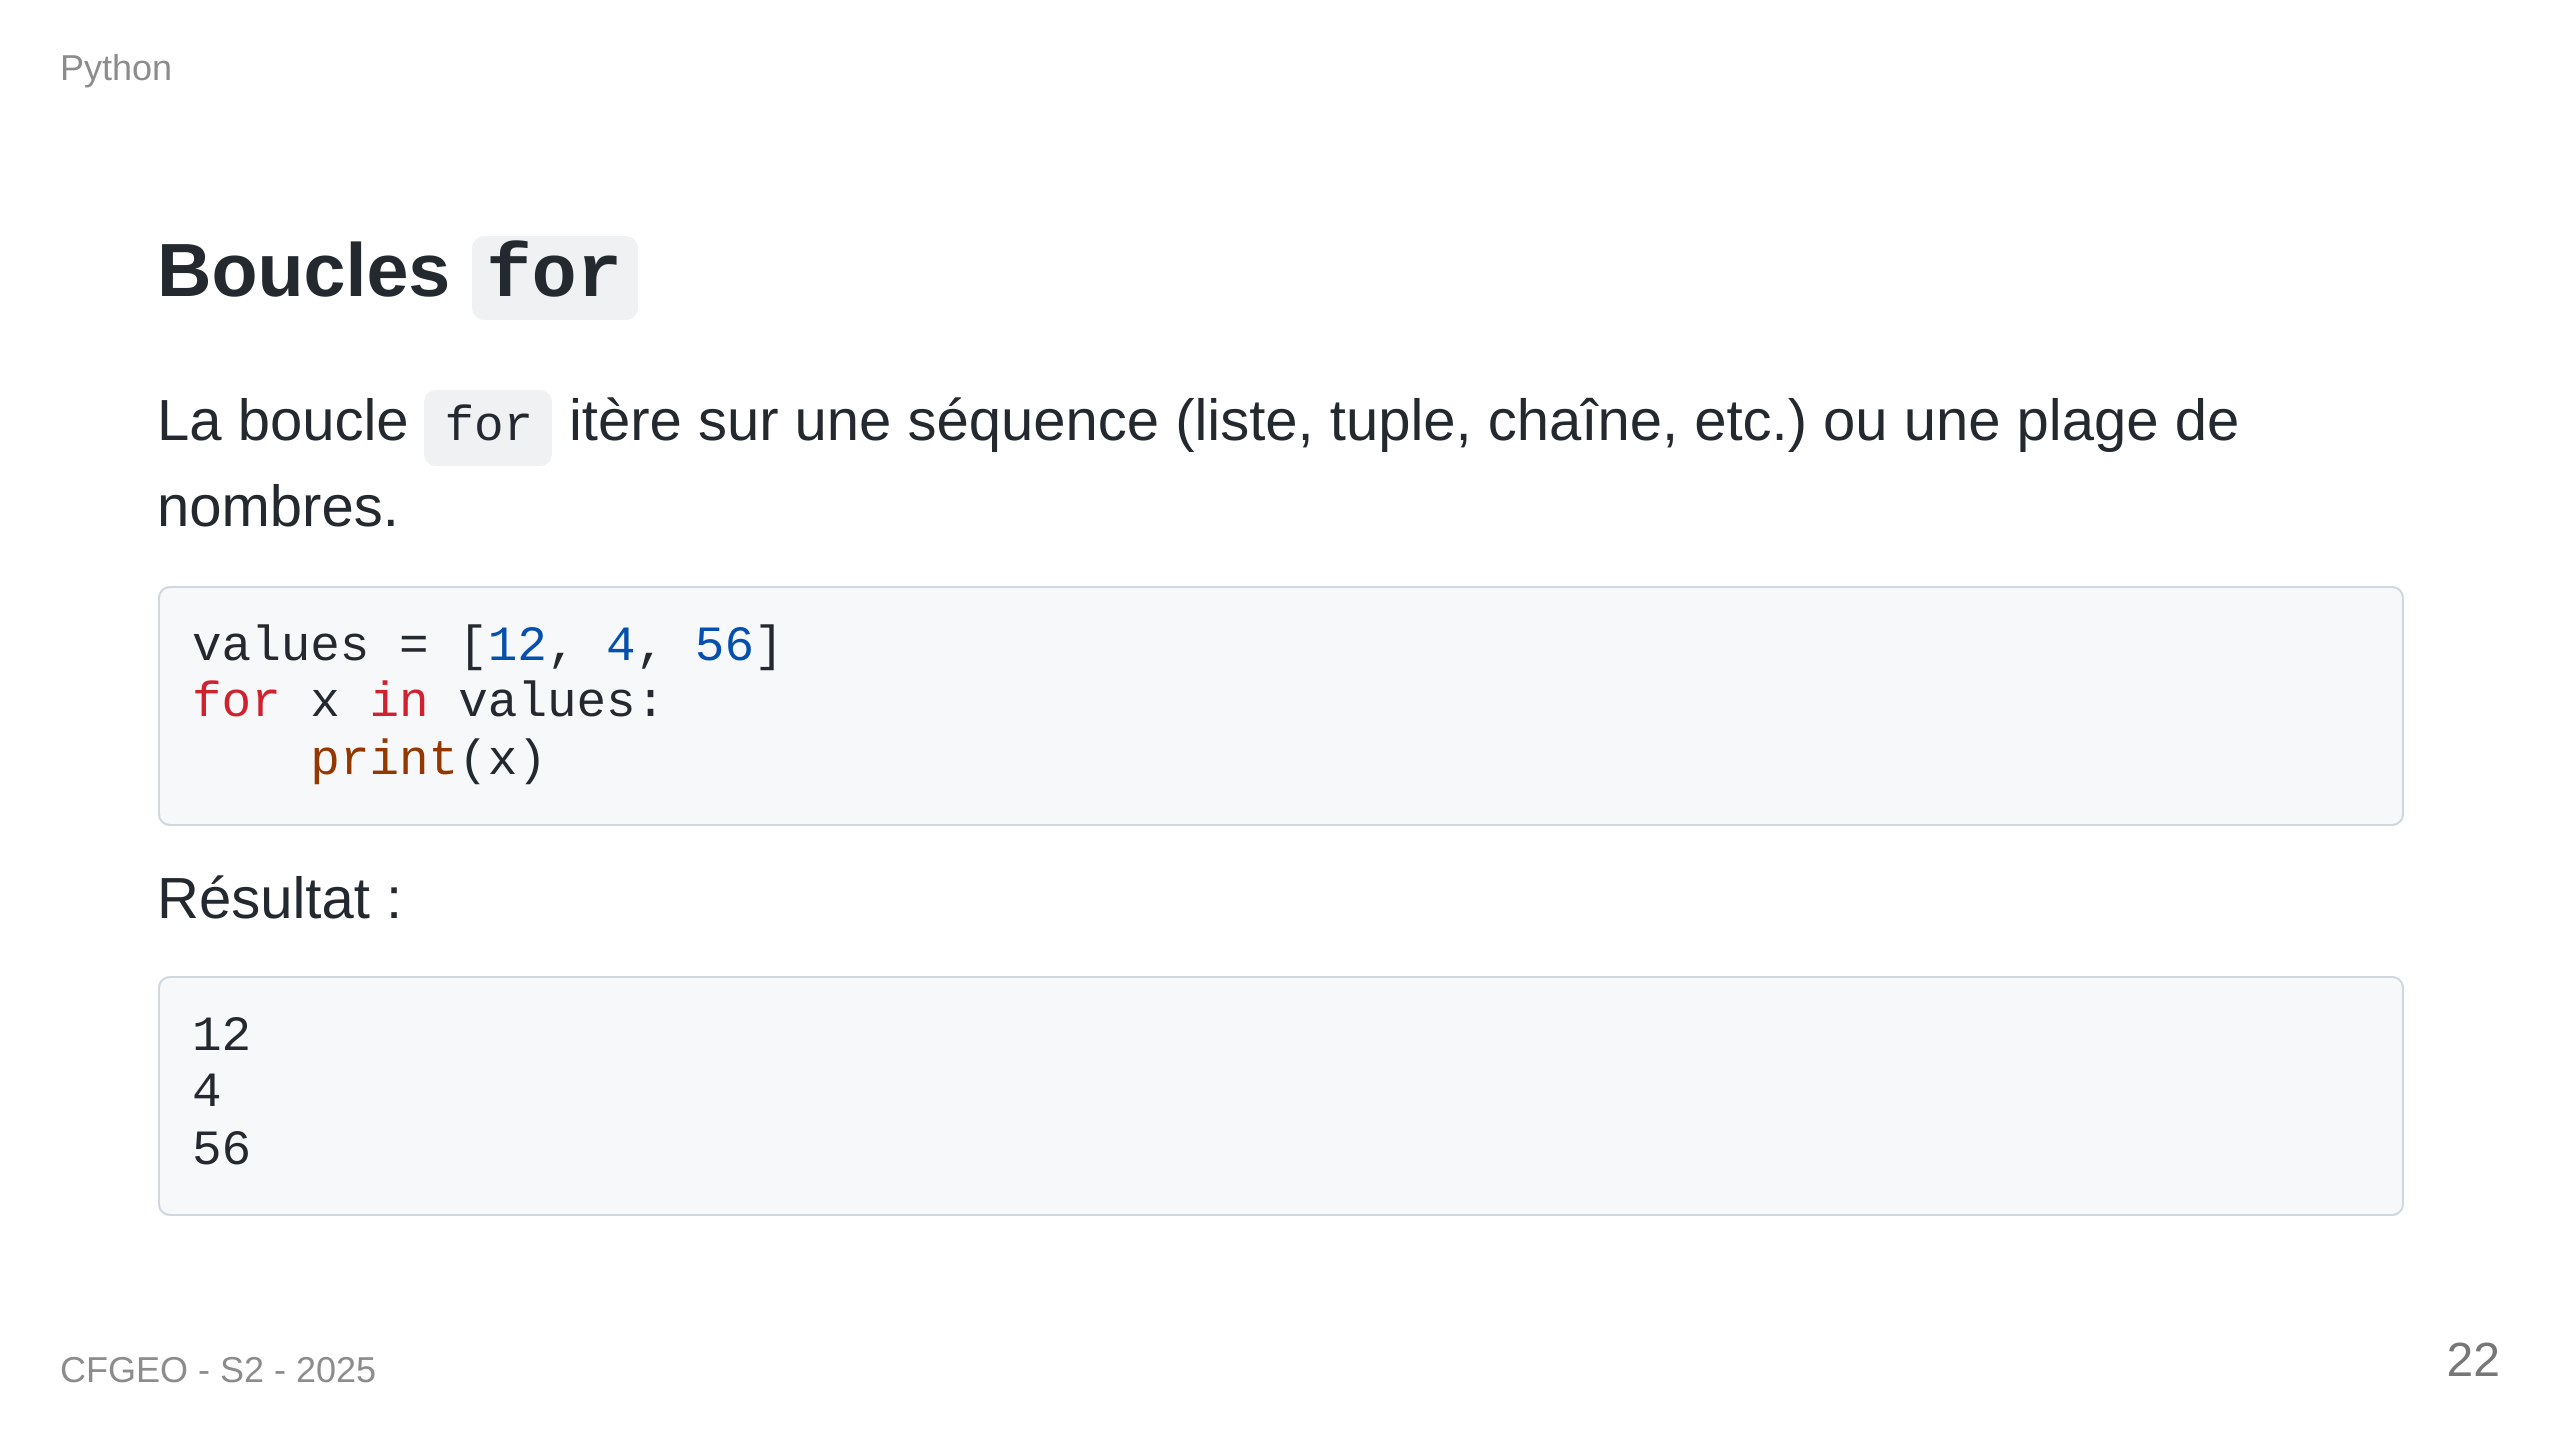 Python
Boucles for
La boucle for itère sur une séquence (liste, tuple, chaîne, etc.) ou une plage de
nombres.
values = [12, 4, 56]
for x in values:
    print(x)
Résultat :
12
4
56
CFGEO - S2 - 2025
22